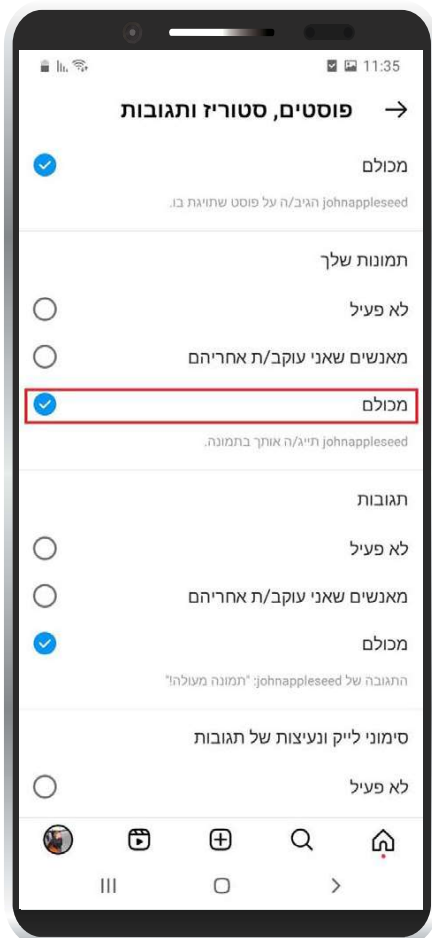 11:35
פוסטים, סטוריז ותגובות
מכולם
johnappleseed הגיב/ה על פוסט שתויגת בו.
תמונות שלך
לא פעיל
מאנשים שאני עוקב/ת אחריהם
מכולם
johnappleseed תייג/ה אותך בתמונה.
תגובות
לא פעיל
מאנשים שאני עוקב/ת אחריהם
מכולם
התגובה של johnappleseed: "תמונה מעולה!"
סימוני לייק ונעיצות של תגובות
לא פעיל